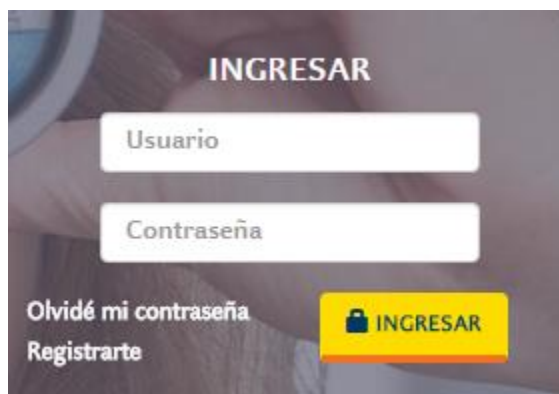 INGRESAR
Usuario
Contraseña
Olvidé mi contraseña
INGRESAR
Registrarte